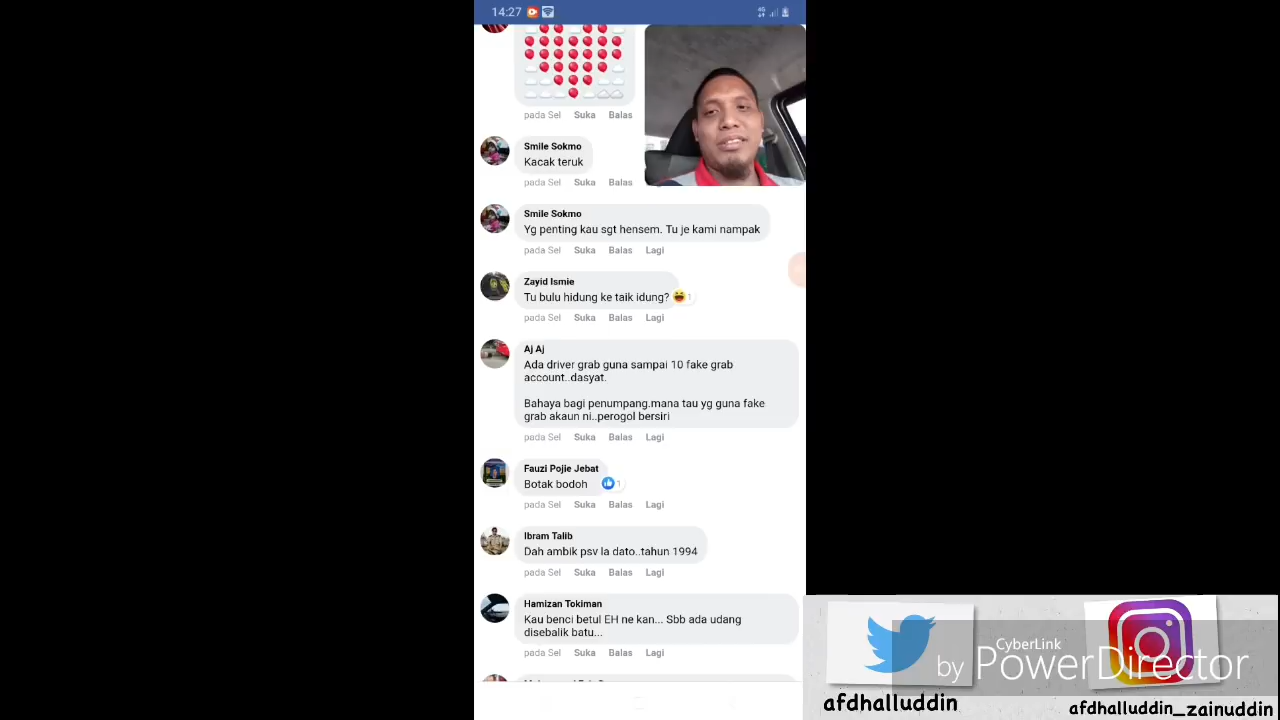 14:27
4G
pada Sel Suka Balas
Smile Sokmo
Kacak teruk
pada Sel Suka Balas
Smile Sokmo
Yg penting kau sgt hensem. Tu je kami nampak
pada Sel Suka Balas Lagi
Zayid Ismie
Tu bulu hidung ke taik idung?
1
pada Sel Suka Balas Lagi
Aj Aj
Ada driver grab guna sampai 10 fake grab
account..dasyat.
Bahaya bagi penumpang.mana tau yg guna fake
grab akaun ni..perogol bersiri
pada Sel Suka Balas Lagi
Fauzi Pojie Jebat
Botak bodoh
1
pada Sel Suka Balas Lagi
Ibram Talib
Dah ambik psv la dato..tahun 1994
pada Sel Suka Balas Lagi
Hamizan Tokiman
Kau benci betul EH ne kan... Sbb ada udang
disebalik batu...
pada Sel Suka Balas Lagi
CyberLink
by PowerDirector
afdhalluddin
afdhalluddin_zainuddin